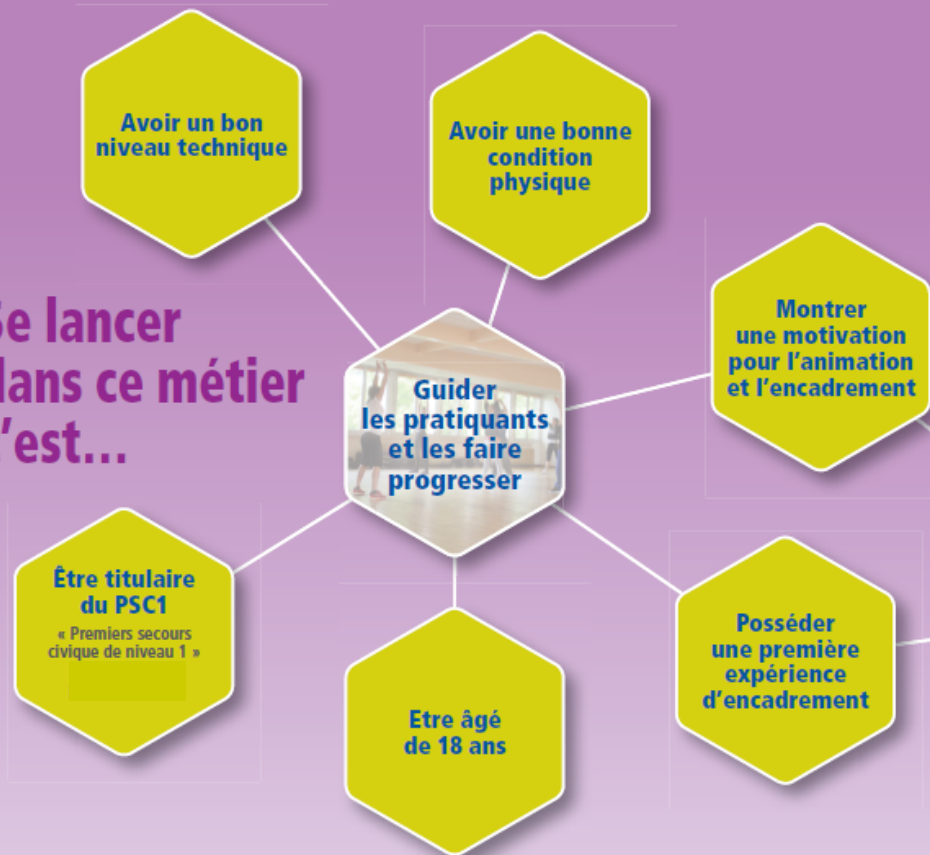 Avoir un bon
niveau technique
Avoir une bonne
condition
physique
Se lancer
dans ce métier
c'est...
Montrer
une motivation
pour l'animation
et l'encadrement
Guider
les pratiquants
et les faire
progresser
Être titulaire
du PSC1
« Premiers secours
civique de niveau 1 »
Posséder
une première
expérience
d'encadrement
Etre âgé
de 18 ans